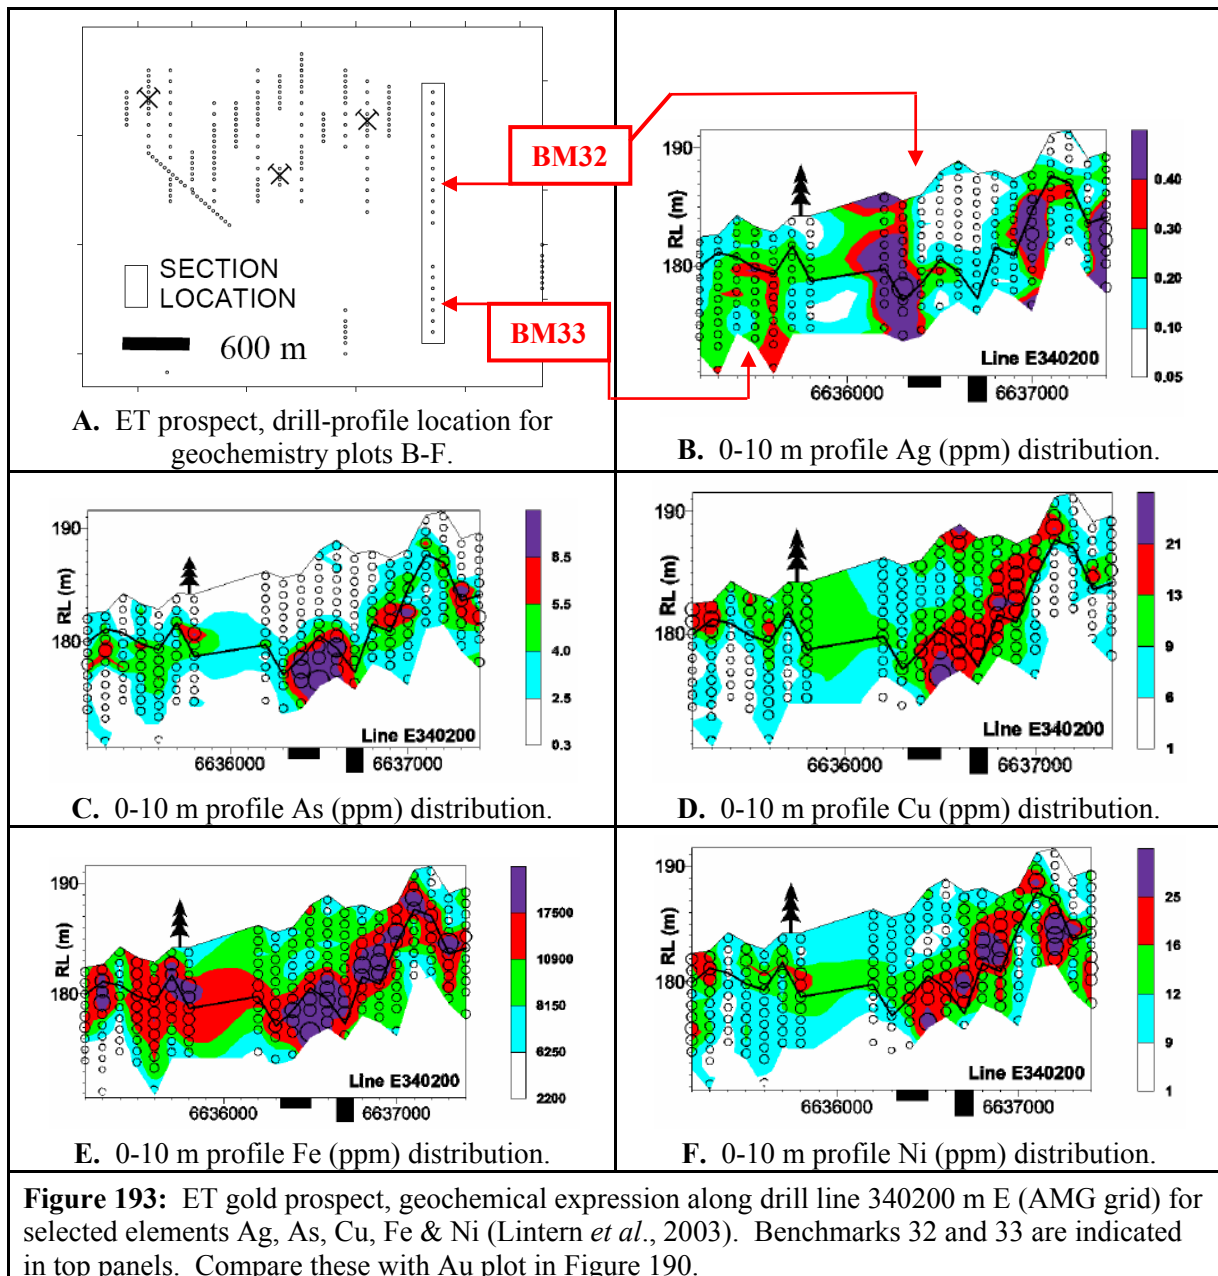 SECTION
LOCATION
600 m
BM32
BM33
A. ET prospect, drill-profile location for
geochemistry plots B-F.
190
180
RL (m)
Line E340200
6636000
6637000
0.40
0.30
0.20
0.10
0.05
B. 0-10 m profile Ag (ppm) distribution.
190
180
RL (m)
Line E340200
6636000
6637000
8.5
5.5
4.0
2.5
0.3
C. 0-10 m profile As (ppm) distribution.
190
180
RL (m)
Line E340200
6636000
6637000
21
13
9
6
1
D. 0-10 m profile Cu (ppm) distribution.
190
180
RL (m)
Line E340200
6636000
6637000
17500
10900
8150
6250
2200
E. 0-10 m profile Fe (ppm) distribution.
190
180
RL (m)
Line E340200
6636000
6637000
25
16
12
9
1
F. 0-10 m profile Ni (ppm) distribution.
Figure 193: ET gold prospect, geochemical expression along drill line 340200 m E (AMG grid) for
selected elements Ag, As, Cu, Fe & Ni (Lintern et al., 2003). Benchmarks 32 and 33 are indicated
in top panels. Compare these with Au plot in Figure 190.